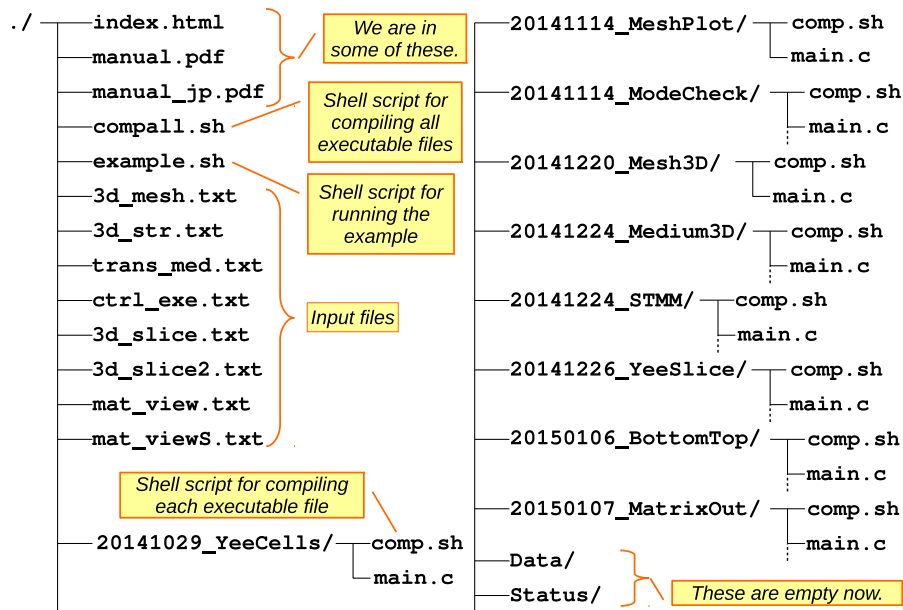 ./
index.html
manual.pdf
manual_jp.pdf
We are in
some of these.
compall.sh
Shell script for
compiling all
executable files
example.sh
Shell script for
running the
example
3d_mesh.txt
3d_str.txt
trans_med.txt
ctrl_exe.txt
3d_slice.txt
3d_slice2.txt
mat_view.txt
mat_viewS.txt
Input files
Shell script for compiling
each executable file
20141029_YeeCells/
comp.sh
main.c
20141114_MeshPlot/
comp.sh
main.c
20141114_ModeCheck/
comp.sh
main.c
20141220_Mesh3D/
comp.sh
main.c
20141224_Medium3D/
comp.sh
main.c
20141224_STMM/
comp.sh
main.c
20141226_YeeSlice/
comp.sh
main.c
20150106_BottomTop/
comp.sh
main.c
20150107_MatrixOut/
comp.sh
main.c
Data/
Status/
These are empty now.